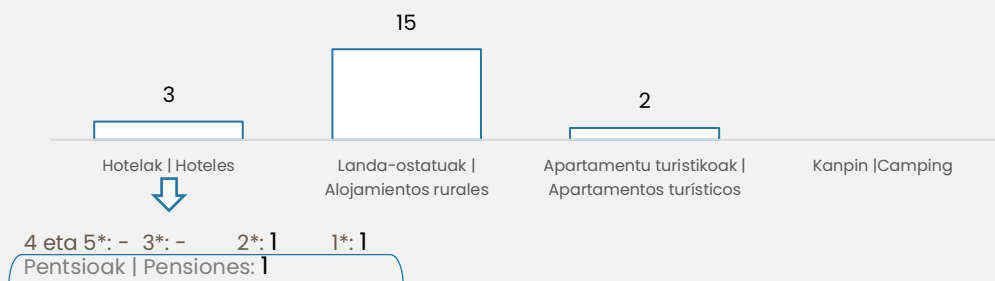 15
3
2
Hotelak | Hoteles
Landa-ostatuak |
Alojamientos rurales
Apartamentu turistikoak |
Apartamentos turísticos
Kanpin |Camping
4 eta 5*: - 3*: - 2*: 1 1*: 1
Pentsioak | Pensiones: 1